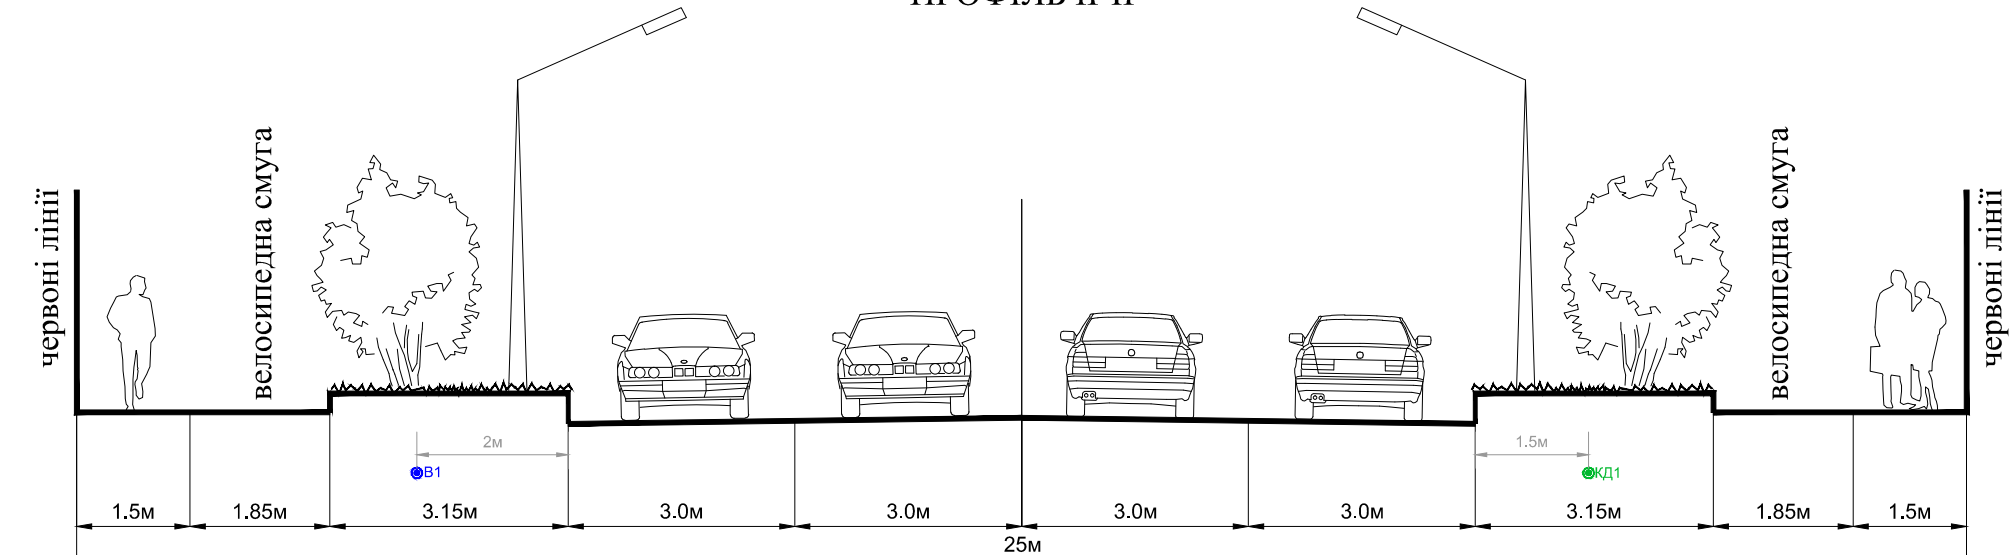 червоні лінії
велосипедна смуга
велосипедна смуга
червоні лінії
2м
1.5м
В1
КД1
1.5м
1.85м
3.15м
3.0м
3.0м
3.0м
3.0м
3.15м
1.85м
1.5м
25м